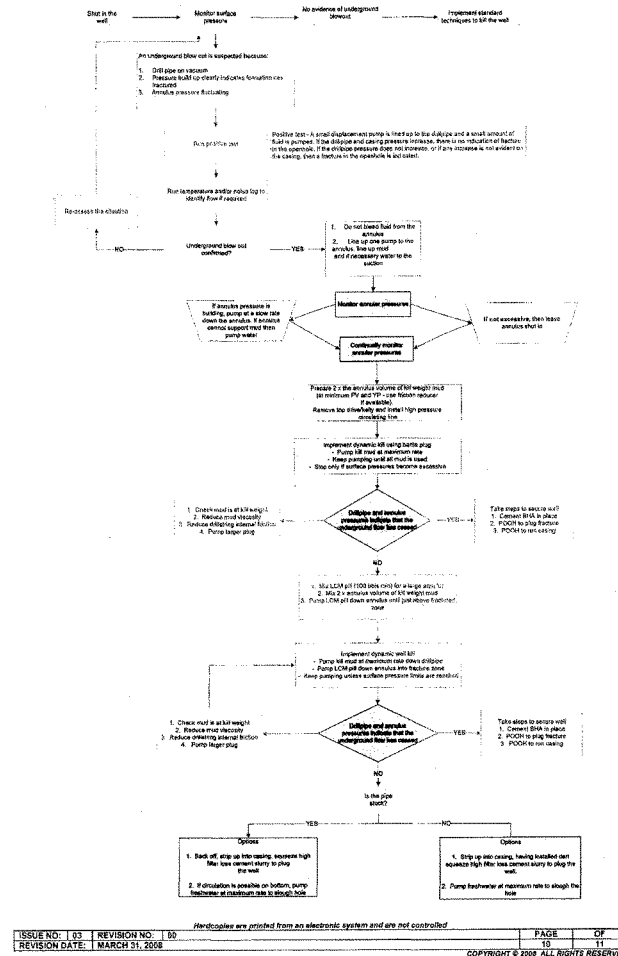 Shut in the
well
Monitor surface
pressure
No evidence of underground
blowout
Implement standard
techniques to kill the well
An underground blow out is suspected because:
1. Drill pipe on vacuum
2. Pressure build up clearly indicates formation has
fractured
3. Annulus pressure fluctuating
Run positive test
Positive test - A small displacement pump is lined up to the drillpipe and a small amount of
fluid is pumped. If the drillpipe and casing pressure increase, there is no indication of fracture
in the openhole. If the drillpipe pressure does not increase, or if any increase is not evident on
the casing, then a fracture in the openhole is indicated.
Run temperature and/or noise log to
identify flow if required
Re-assess the situation
NO
Underground blow out
confirmed?
YES
1. Do not bleed fluid from the
annulus
2. Line up one pump to the
annulus, line up mud
and if necessary water to the
suction
If annulus pressure is
building, pump at a slow rate
down the annulus. If annulus
cannot support mud then
pump water
Monitor annular pressures
If not excessive, then leave
annulus shut in
Continually monitor
annular pressures
Prepare 2 x the annulus volume of kill weight mud
(at minimum PV and YP - use friction reducer
if available).
Remove top drive/kelly and install high pressure
circulating line
Implement dynamic kill using barite plug
- Pump kill mud at maximum rate
- Keep pumping until all mud is used
- Stop only if surface pressures become excessive
1. Check mud is at kill weight
2. Reduce mud viscosity
3. Reduce drillstring internal friction
4. Pump larger plug
Drillpipe and annulus
pressures indicate that the
underground flow has ceased
YES
Take steps to secure well
1. Cement BHA in place
2. POOH to plug fracture
3. POOH to run casing
NO
1. Mix LCM pill (100 bbls min) for a large annulus
2. Mix 2 x annulus volume of kill weight mud
3. Pump LCM pill down annulus until just above fractured
zone
Implement dynamic well kill
- Pump kill mud at maximum rate down drillpipe
- Pump LCM pill down annulus into fracture zone
- Keep pumping unless surface pressure limits are reached
1. Check mud is at kill weight
2. Reduce mud viscosity
3. Reduce drillstring internal friction
4. Pump larger plug
Drillpipe and annulus
pressures indicate that the
underground flow has ceased
YES
Take steps to secure well
1. Cement BHA in place
2. POOH to plug fracture
3. POOH to run casing
NO
Is the pipe
stuck?
YES
NO
Options
1. Back off, strip up into casing, squeeze high
filter loss cement slurry to plug
the well
2. If circulation is possible on bottom, pump
freshwater at maximum rate to slough hole
Options
1. Strip up into casing, having installed dart
squeeze high filter loss cement slurry to plug the
well.
2. Pump freshwater at maximum rate to slough the
hole
Hardcopies are printed from an electronic system and are not controlled
ISSUE NO: 03 REVISION NO: 00 PAGE OF
REVISION DATE: MARCH 31, 2008 10 11
COPYRIGHT © 2008 ALL RIGHTS RESERVE